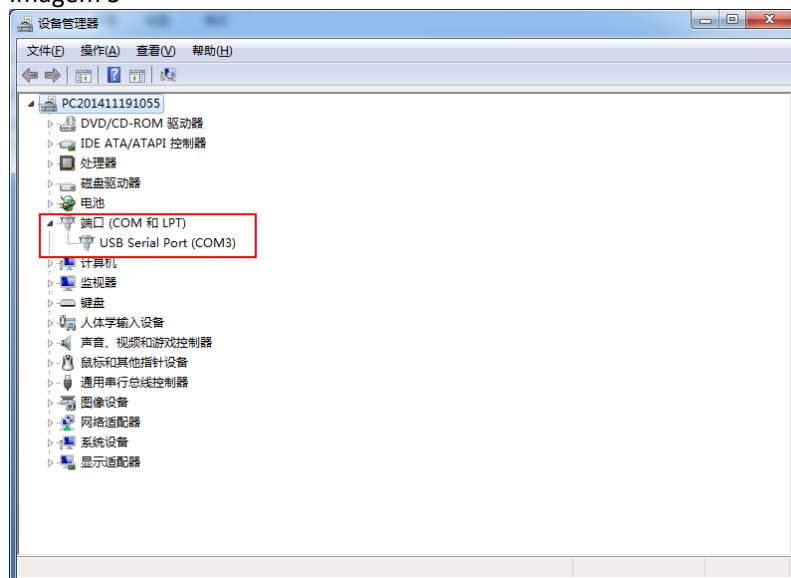 设备管理器
文件(F) 操作(A) 查看(V) 帮助(H)
PC201411191055
DVD/CD-ROM 驱动器
IDE ATA/ATAPI 控制器
处理器
磁盘驱动器
电池
端口 (COM 和 LPT)
USB Serial Port (COM3)
计算机
监视器
键盘
人体学输入设备
声音、视频和游戏控制器
鼠标和其他指针设备
通用串行总线控制器
图像设备
网络适配器
系统设备
显示适配器